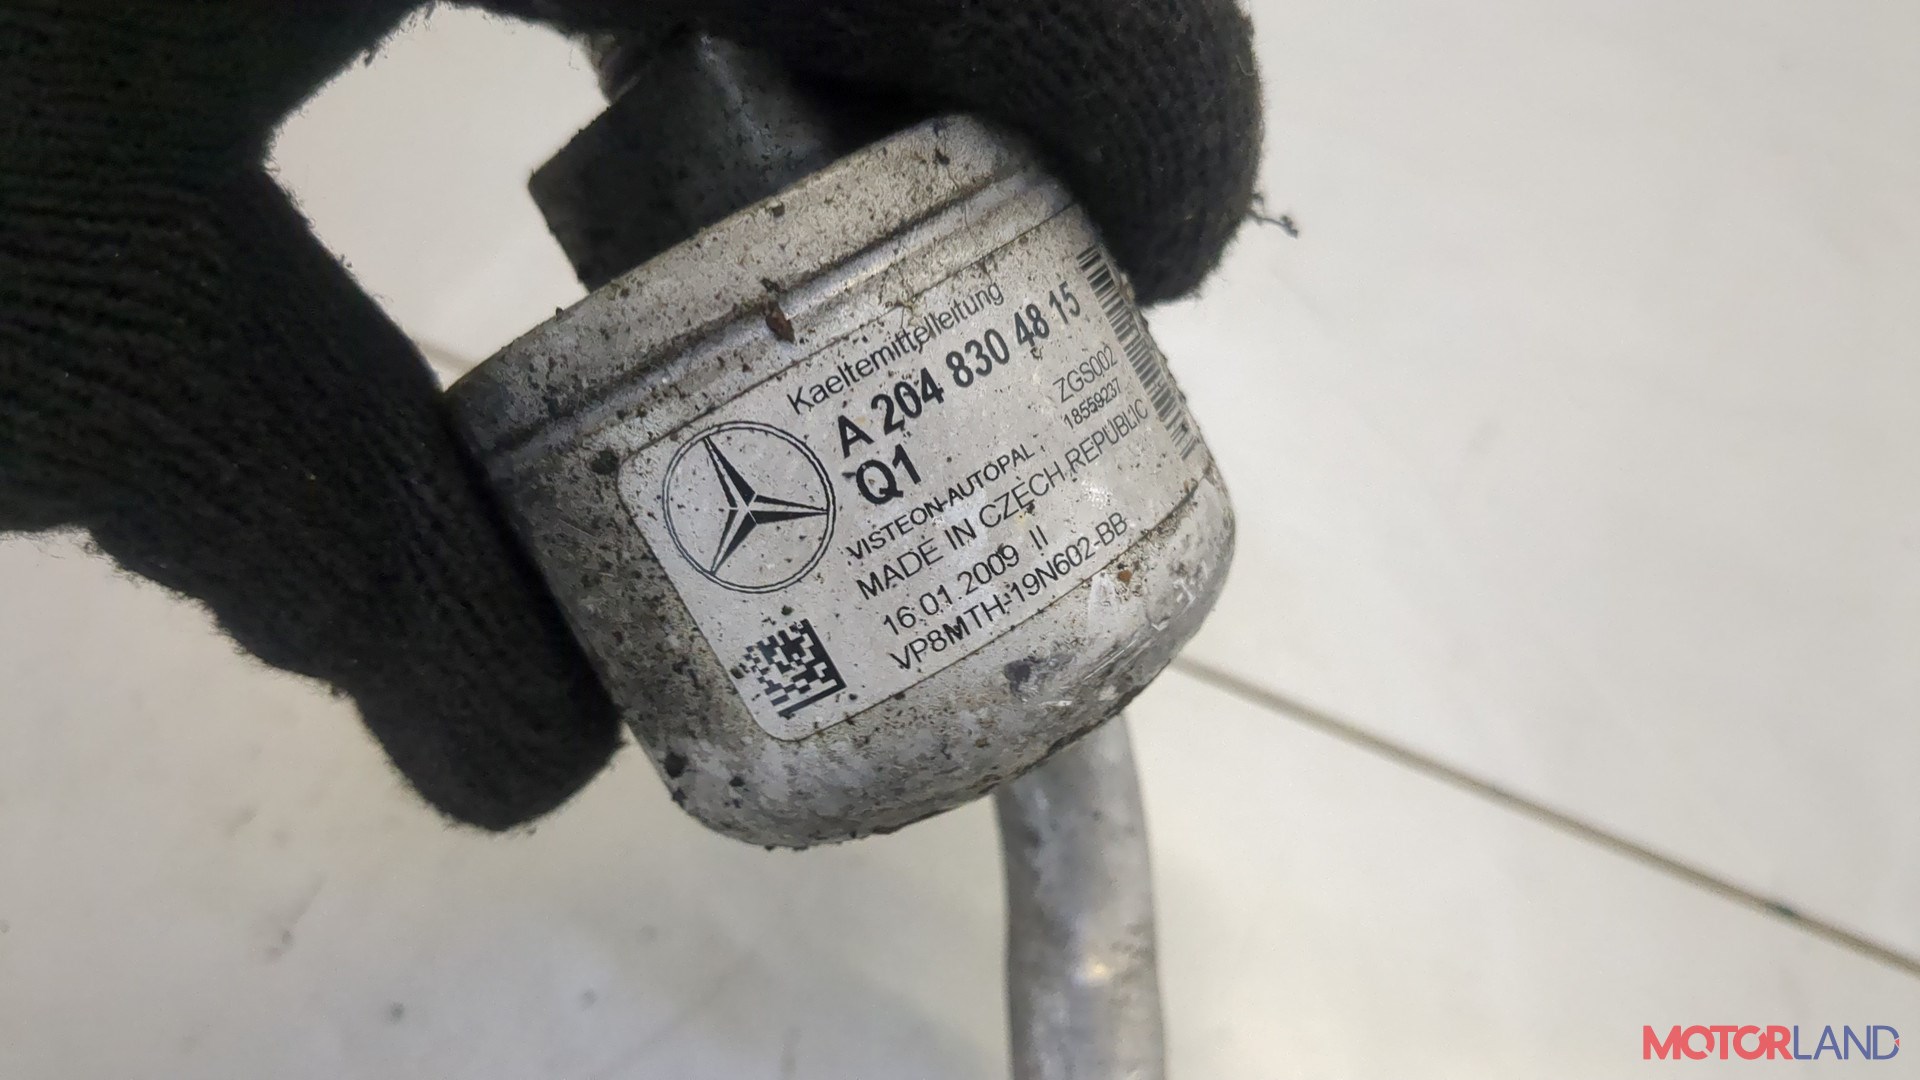 Kaeltemittelleitung
A 204 830 48 15
Q1
ZGS002
18559237
VISTEON-AUTOPAL
MADE IN CZECH REPUBLIC
16.01.2009 II
VP8MTH-19N602-BB
MOTORLAND